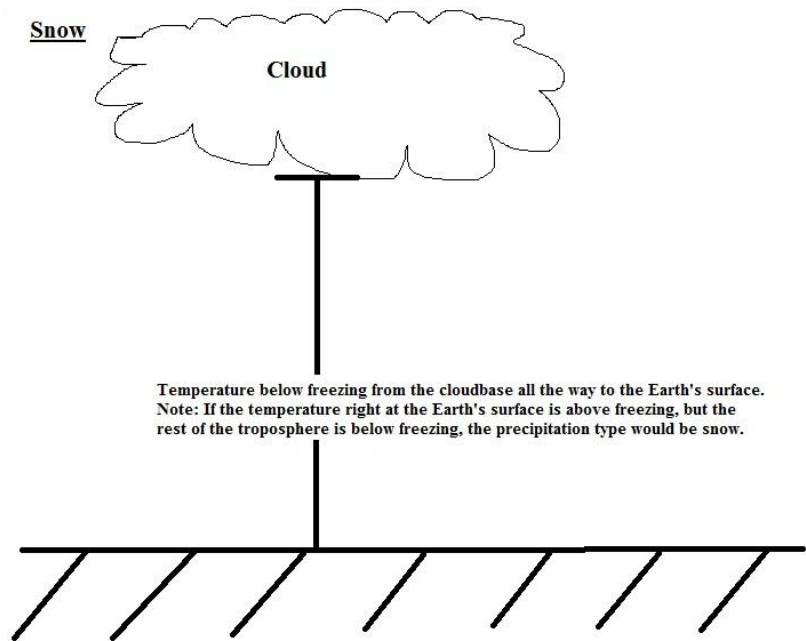 Snow
Cloud
Temperature below freezing from the cloudbase all the way to the Earth's surface.
Note: If the temperature right at the Earth's surface is above freezing, but the
rest of the troposphere is below freezing, the precipitation type would be snow.